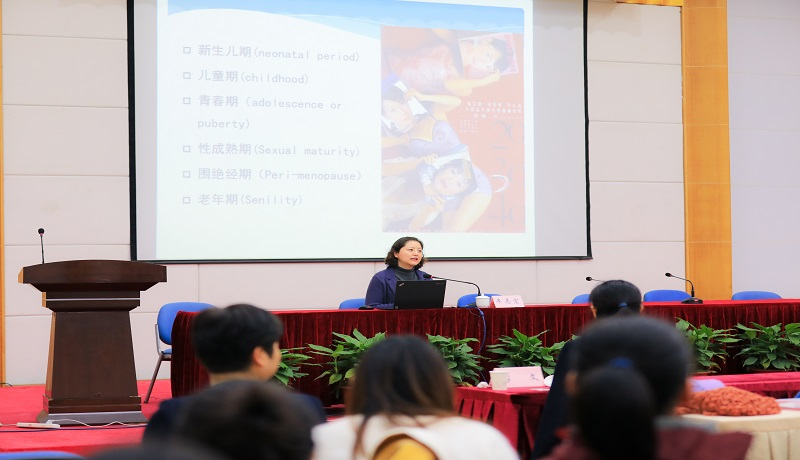 新生儿期(neonatal period)
儿童期(childhood)
青春期 (adolescence or
puberty)
性成熟期(Sexual maturity)
围绝经期 (Peri-menopause)
老年期(Senility)